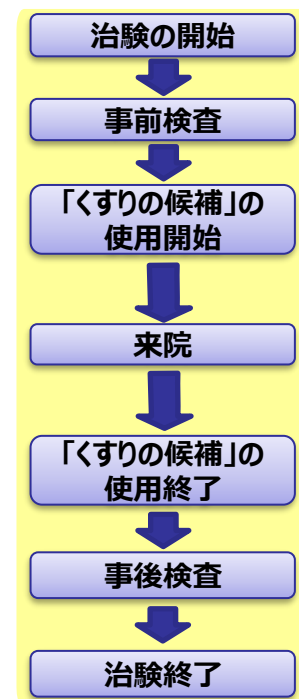 治験の開始
事前検査
「くすりの候補」の
使用開始
来院
「くすりの候補」の
使用終了
事後検査
治験終了